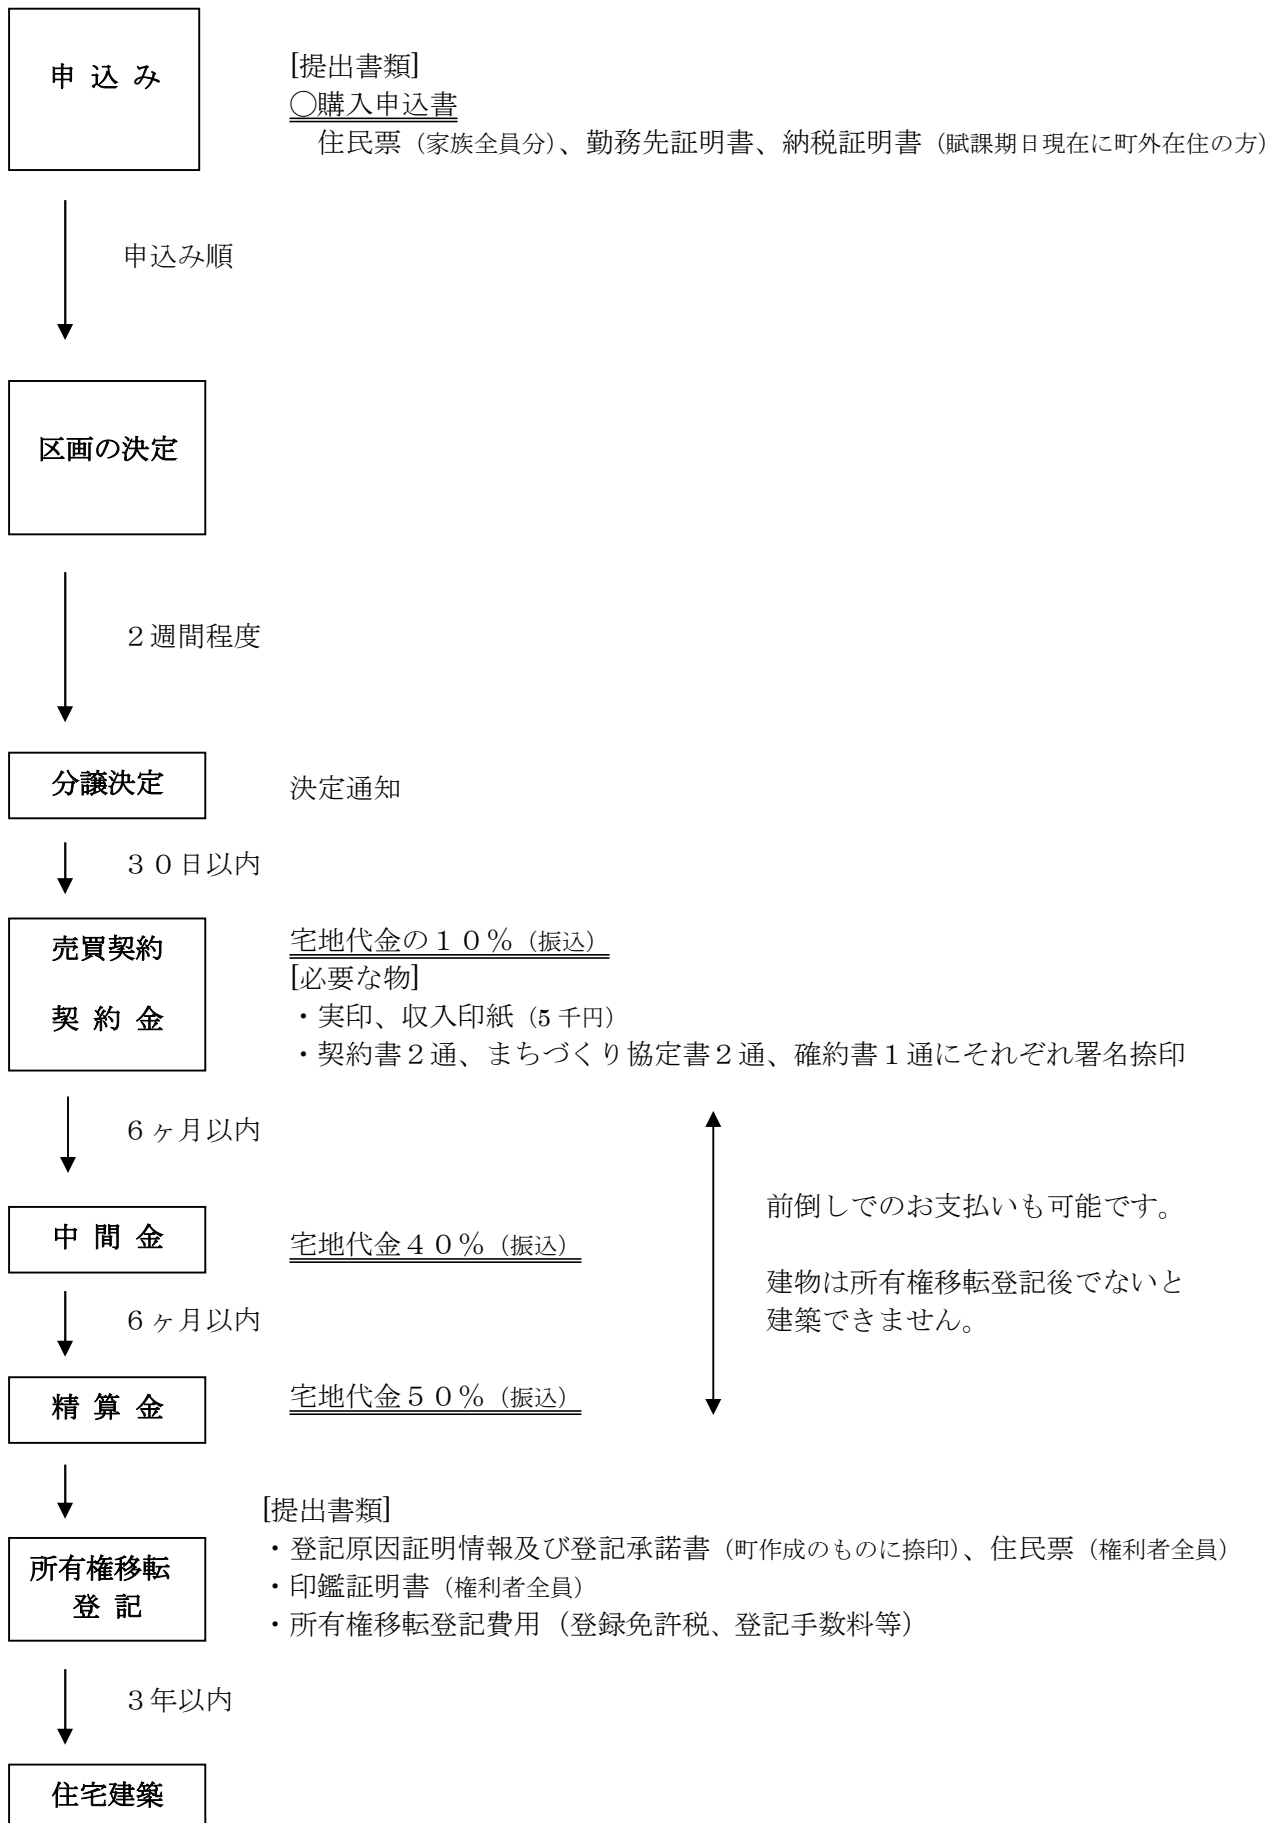 申 込 み
[提出書類]
○購入申込書
住民票（家族全員分）、勤務先証明書、納税証明書（賦課期日現在に町外在住の方）
申込み順
区画の決定
２週間程度
分譲決定
決定通知
３０日以内
売買契約
契 約 金
宅地代金の１０％（振込）
[必要な物]
・実印、収入印紙（5 千円）
・契約書２通、まちづくり協定書２通、確約書１通にそれぞれ署名捺印
６ヶ月以内
前倒しでのお支払いも可能です。
建物は所有権移転登記後でないと
建築できません。
中 間 金
宅地代金４０％（振込）
６ヶ月以内
精 算 金
宅地代金５０％（振込）
[提出書類]
・登記原因証明情報及び登記承諾書（町作成のものに捺印）、住民票（権利者全員）
・印鑑証明書（権利者全員）
・所有権移転登記費用（登録免許税、登記手数料等）
所有権移転
登 記
３年以内
住宅建築